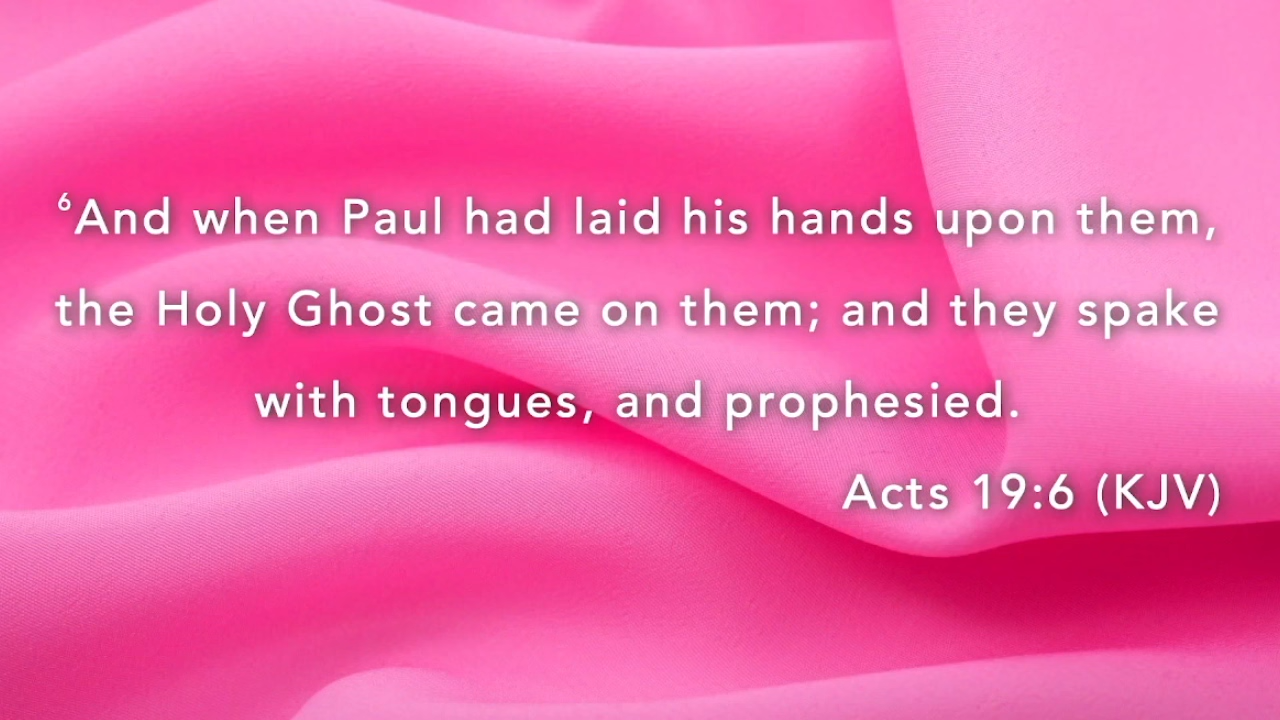 ⁶And when Paul had laid his hands upon them,
the Holy Ghost came on them; and they spake
with tongues, and prophesied.
Acts 19:6 (KJV)